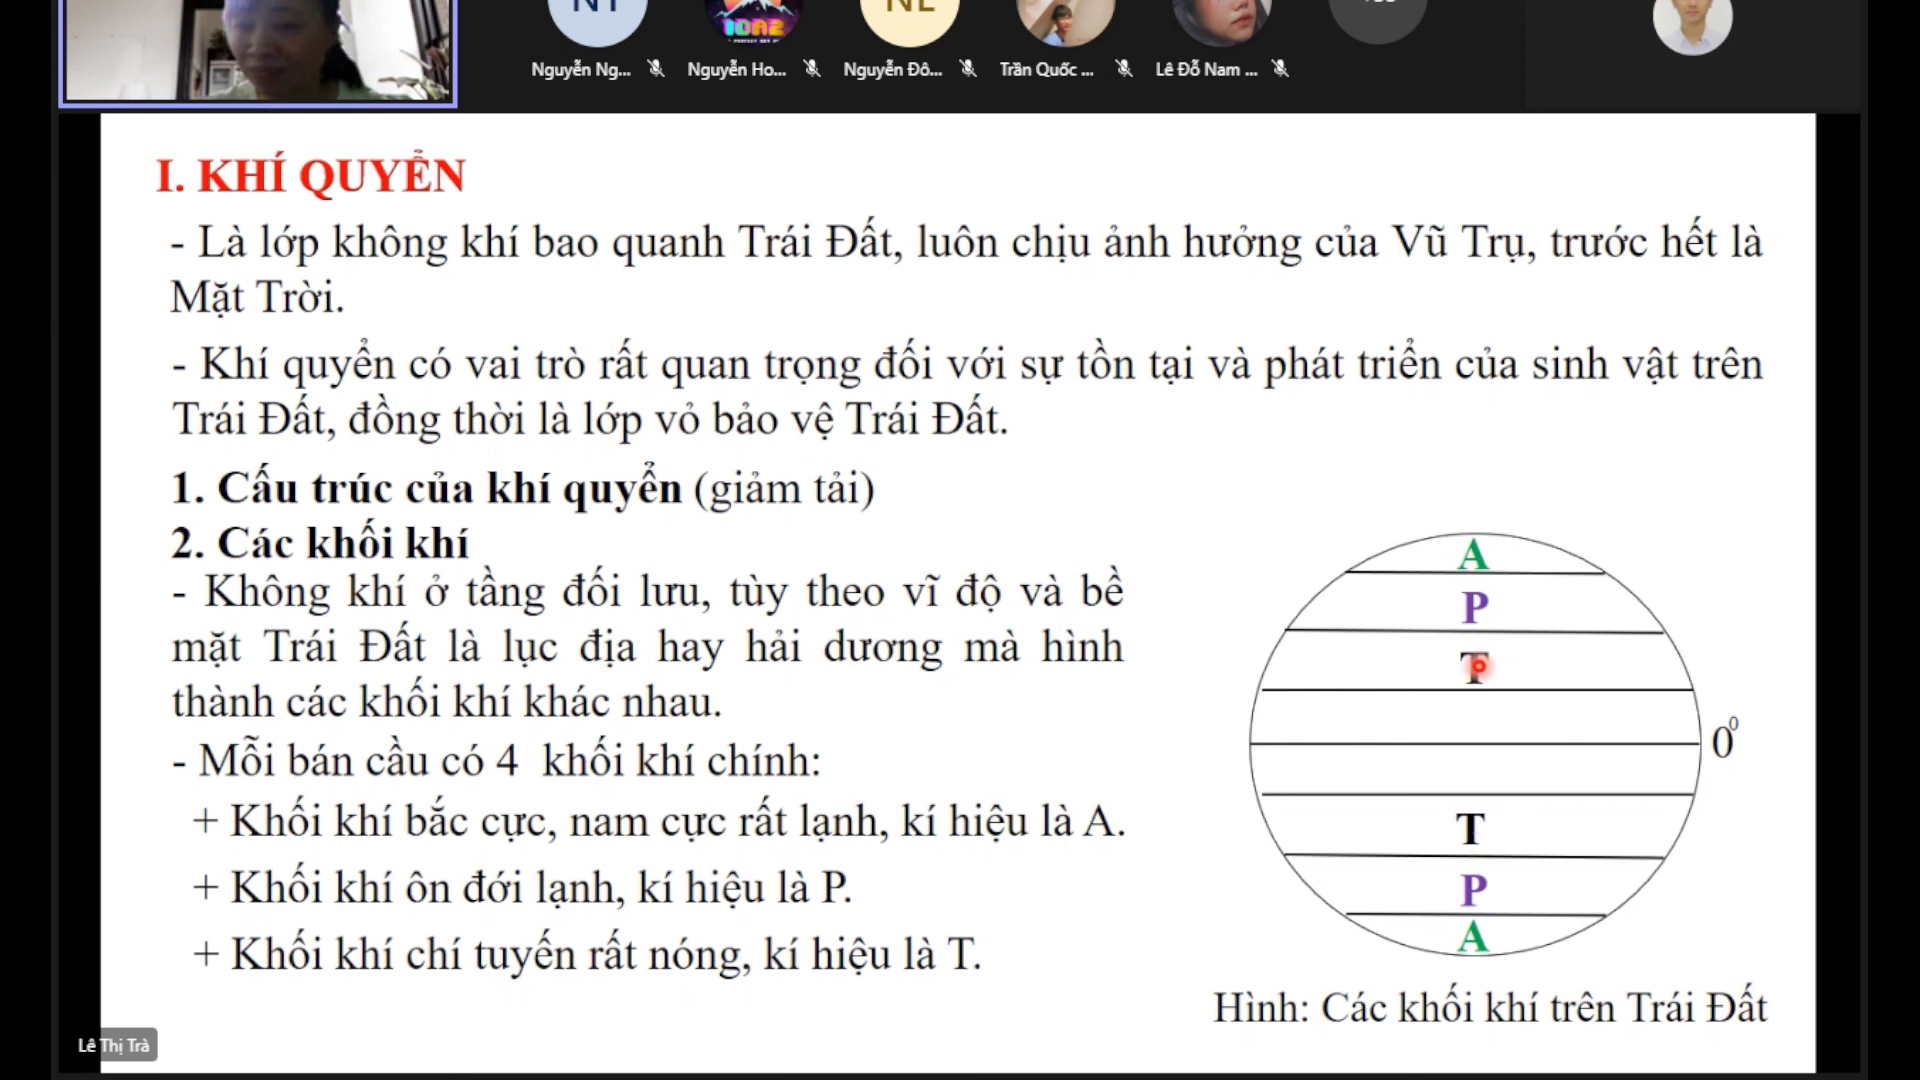 Nguyễn Ng...
Nguyễn Ho...
Nguyễn Đô...
Trần Quốc ...
Lê Đỗ Nam ...
I. KHÍ QUYỂN
- Là lớp không khí bao quanh Trái Đất, luôn chịu ảnh hưởng của Vũ Trụ, trước hết là
Mặt Trời.
- Khí quyển có vai trò rất quan trọng đối với sự tồn tại và phát triển của sinh vật trên
Trái Đất, đồng thời là lớp vỏ bảo vệ Trái Đất.
1. Cấu trúc của khí quyển (giảm tải)
2. Các khối khí
- Không khí ở tầng đối lưu, tùy theo vĩ độ và bề
mặt Trái Đất là lục địa hay hải dương mà hình
thành các khối khí khác nhau.
- Mỗi bán cầu có 4 khối khí chính:
+ Khối khí bắc cực, nam cực rất lạnh, kí hiệu là A.
+ Khối khí ôn đới lạnh, kí hiệu là P.
+ Khối khí chí tuyến rất nóng, kí hiệu là T.
A
P
T
0⁰
T
P
A
Hình: Các khối khí trên Trái Đất
Lê Thị Trà